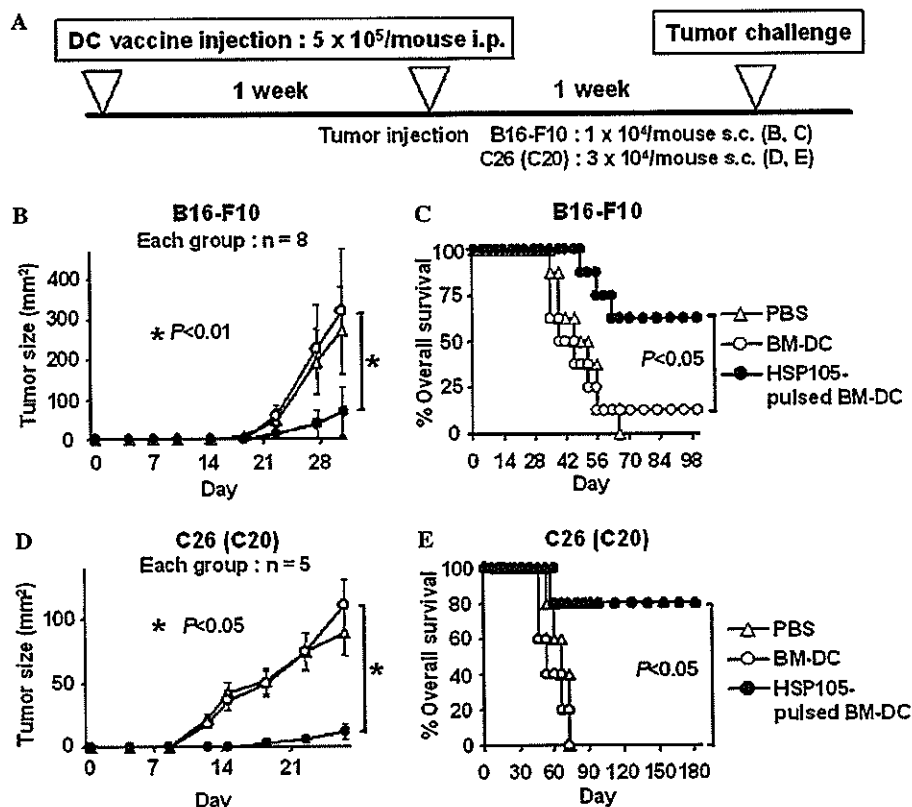 A
DC vaccine injection : 5 x 10⁵/mouse i.p.
Tumor challenge
1 week
1 week
Tumor injection B16-F10 : 1 x 10⁴/mouse s.c. (B, C)
C26 (C20) : 3 x 10⁴/mouse s.c. (D, E)
B
B16-F10
Each group : n = 8
Tumor size (mm²)
400
300
200
100
0
* P<0.01
*
0 7 14 21 28
Day
C
B16-F10
% Overall survival
100
75
50
25
0
P<0.05
0 14 28 42 56 70 84 98
Day
PBS
BM-DC
HSP105-
pulsed BM-DC
D
C26 (C20)
Each group : n = 5
Tumor size (mm²)
100
50
0
* P<0.05
*
0 7 14 21
Day
E
C26 (C20)
% Overall survival
100
80
60
40
20
0
P<0.05
0 30 60 90 120 150 180
Day
PBS
BM-DC
HSP105-
pulsed BM-DC